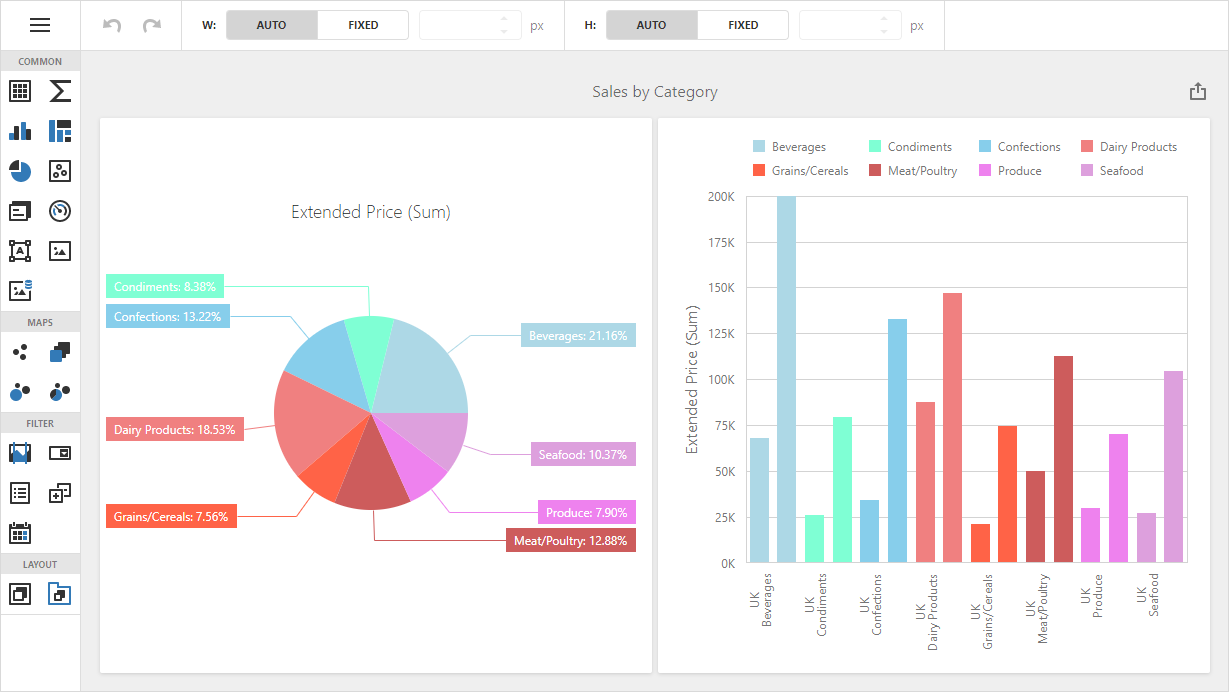 W: AUTO FIXED px H: AUTO FIXED px
COMMON
A
MAPS
FILTER
LAYOUT
Sales by Category
Extended Price (Sum)
Condiments: 8.38%
Confections: 13.22%
Beverages: 21.16%
Dairy Products: 18.53%
Seafood: 10.37%
Grains/Cereals: 7.56%
Produce: 7.90%
Meat/Poultry: 12.88%
Beverages Condiments Confections Dairy Products
Grains/Cereals Meat/Poultry Produce Seafood
Extended Price (Sum)
200K
175K
150K
125K
100K
75K
50K
25K
0K
UK
Beverages
UK
Condiments
UK
Confections
UK
Dairy Products
UK
Grains/Cereals
UK
Meat/Poultry
UK
Produce
UK
Seafood